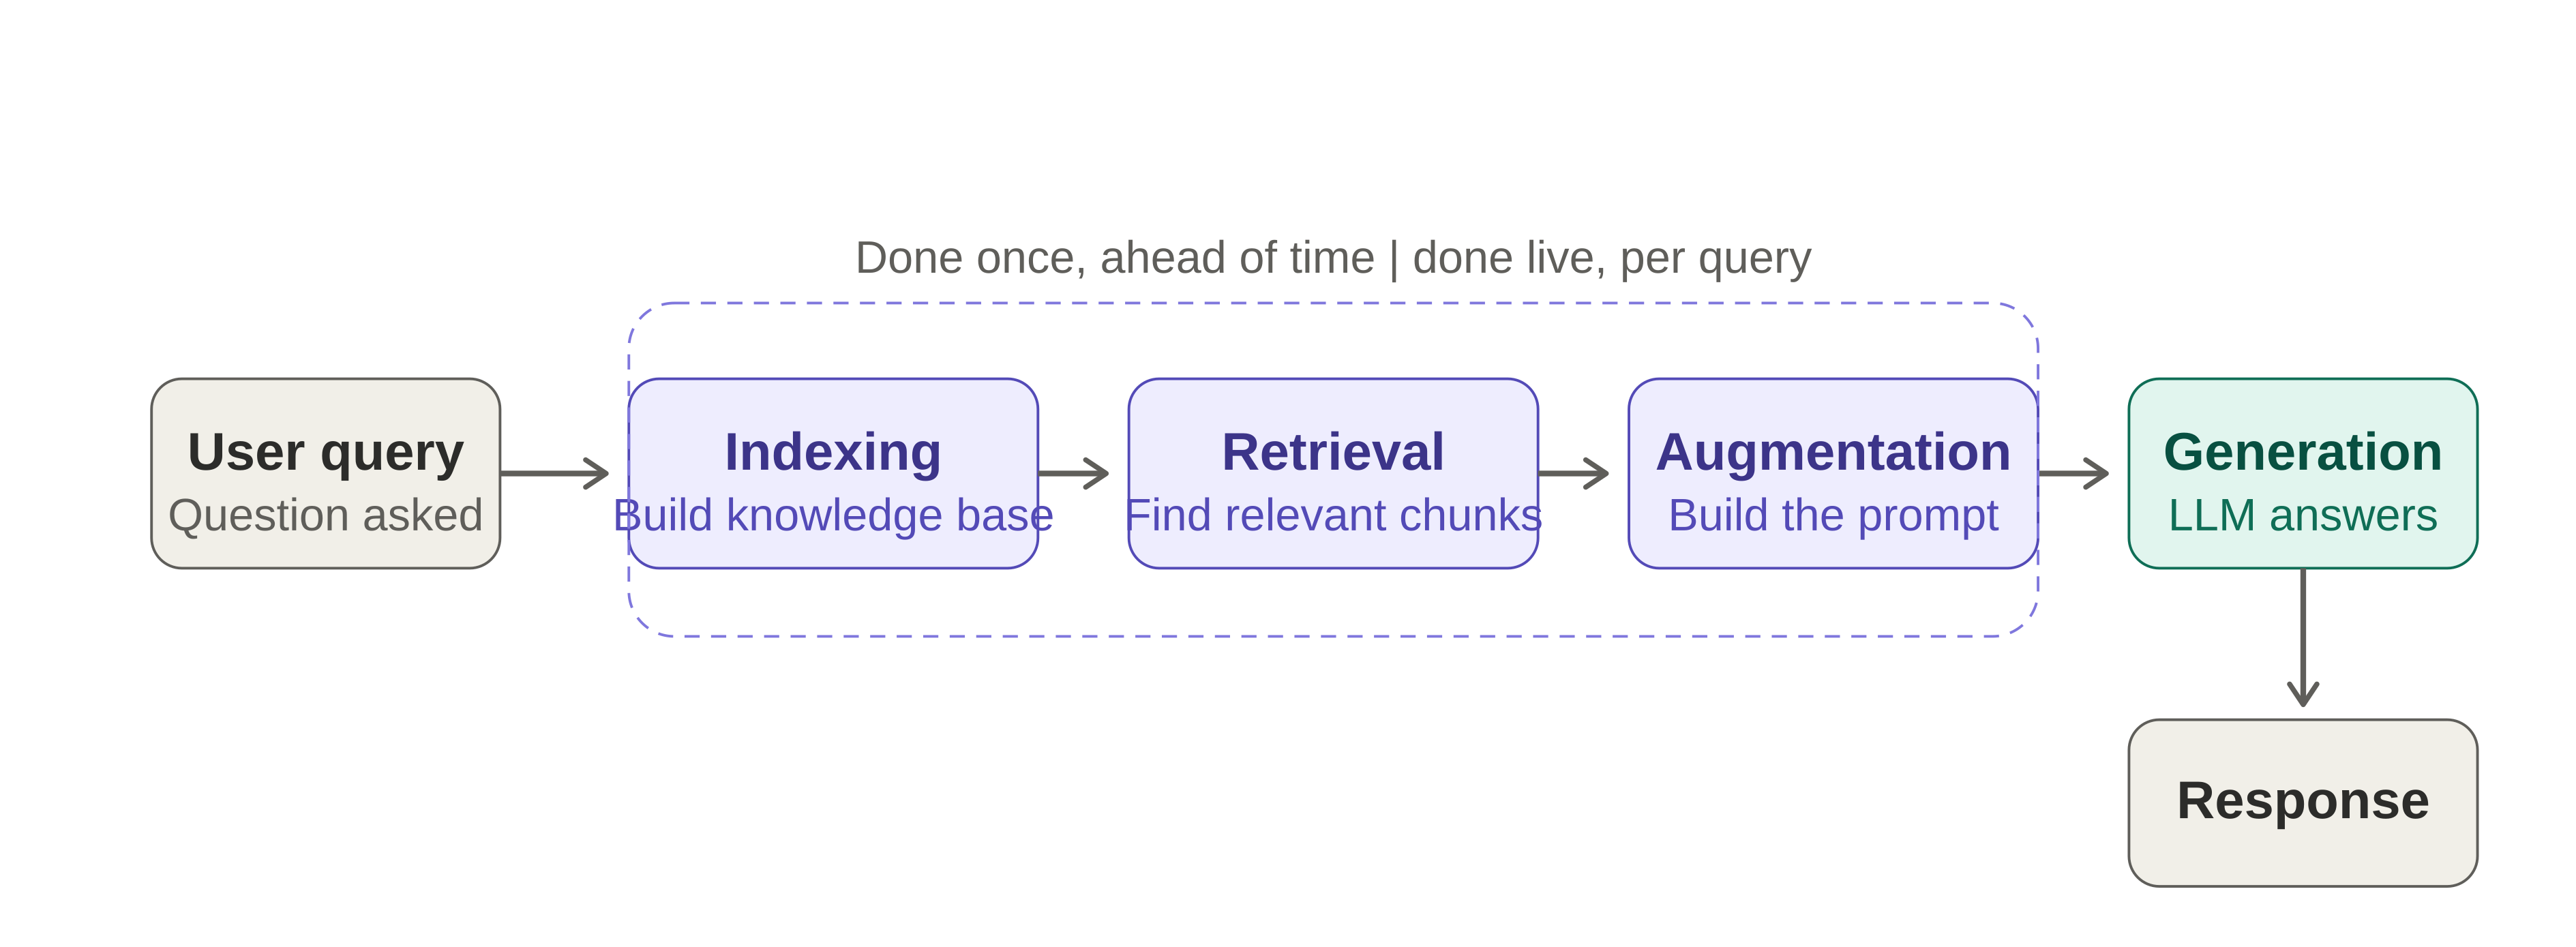 Done once, ahead of time | done live, per query
User query
Question asked
Indexing
Build knowledge base
Retrieval
Find relevant chunks
Augmentation
Build the prompt
Generation
LLM answers
Response